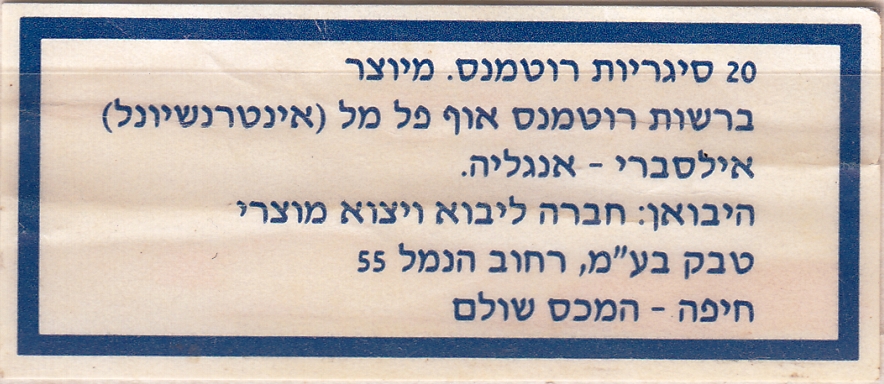 20 סיגריות רוטמנס. מיוצר
ברשות רוטמנס אוף פל מל (אינטרנשיונל)
אילסברי - אנגליה.
היבואן: חברה ליבוא ויצוא מוצרי
טבק בע"מ, רחוב הנמל 55
חיפה - המכס שולם